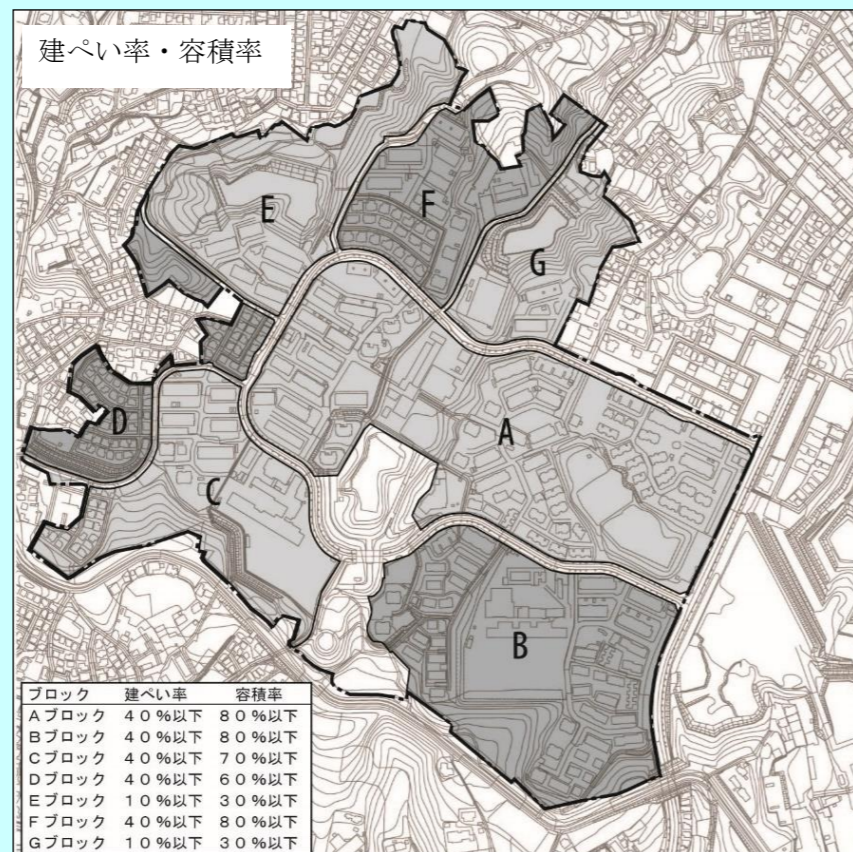 建ぺい率・容積率
E
F
G
A
D
C
B
ブロック 建ぺい率 容積率
Aブロック 40%以下 80%以下
Bブロック 40%以下 80%以下
Cブロック 40%以下 70%以下
Dブロック 40%以下 60%以下
Eブロック 10%以下 30%以下
Fブロック 40%以下 80%以下
Gブロック 10%以下 30%以下